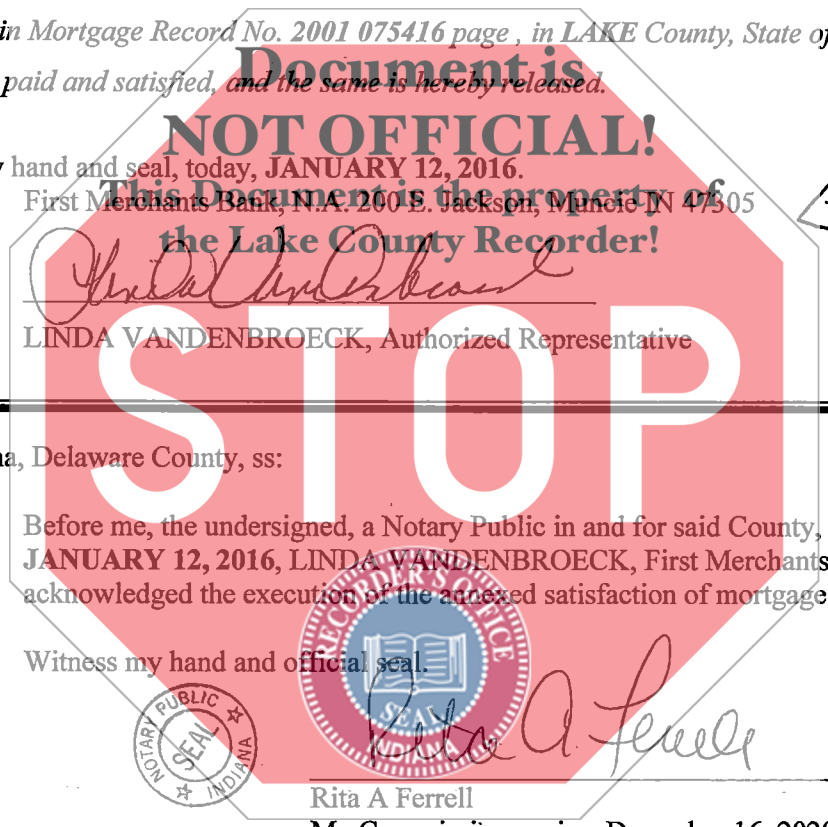 in Mortgage Record No. 2001 075416 page , in LAKE County, State of
Document is
paid and satisfied, and the same is hereby released.
NOT OFFICIAL!
hand and seal, today, JANUARY 12, 2016.
This Document is the property of
First Merchants Bank, N.A. 200 E. Jackson, Muncie IN 47305
the Lake County Recorder!
Linda Vandenbroeck
LINDA VANDENBROECK, Authorized Representative
STOP
a, Delaware County, ss:
Before me, the undersigned, a Notary Public in and for said County,
JANUARY 12, 2016, LINDA VANDENBROECK, First Merchants
acknowledged the execution of the annexed satisfaction of mortgage
Witness my hand and official seal.
RECORDER'S OFFICE
SEAL
INDIANA
NOTARY PUBLIC
SEAL
INDIANA
Rita A. Ferrell
Rita A Ferrell